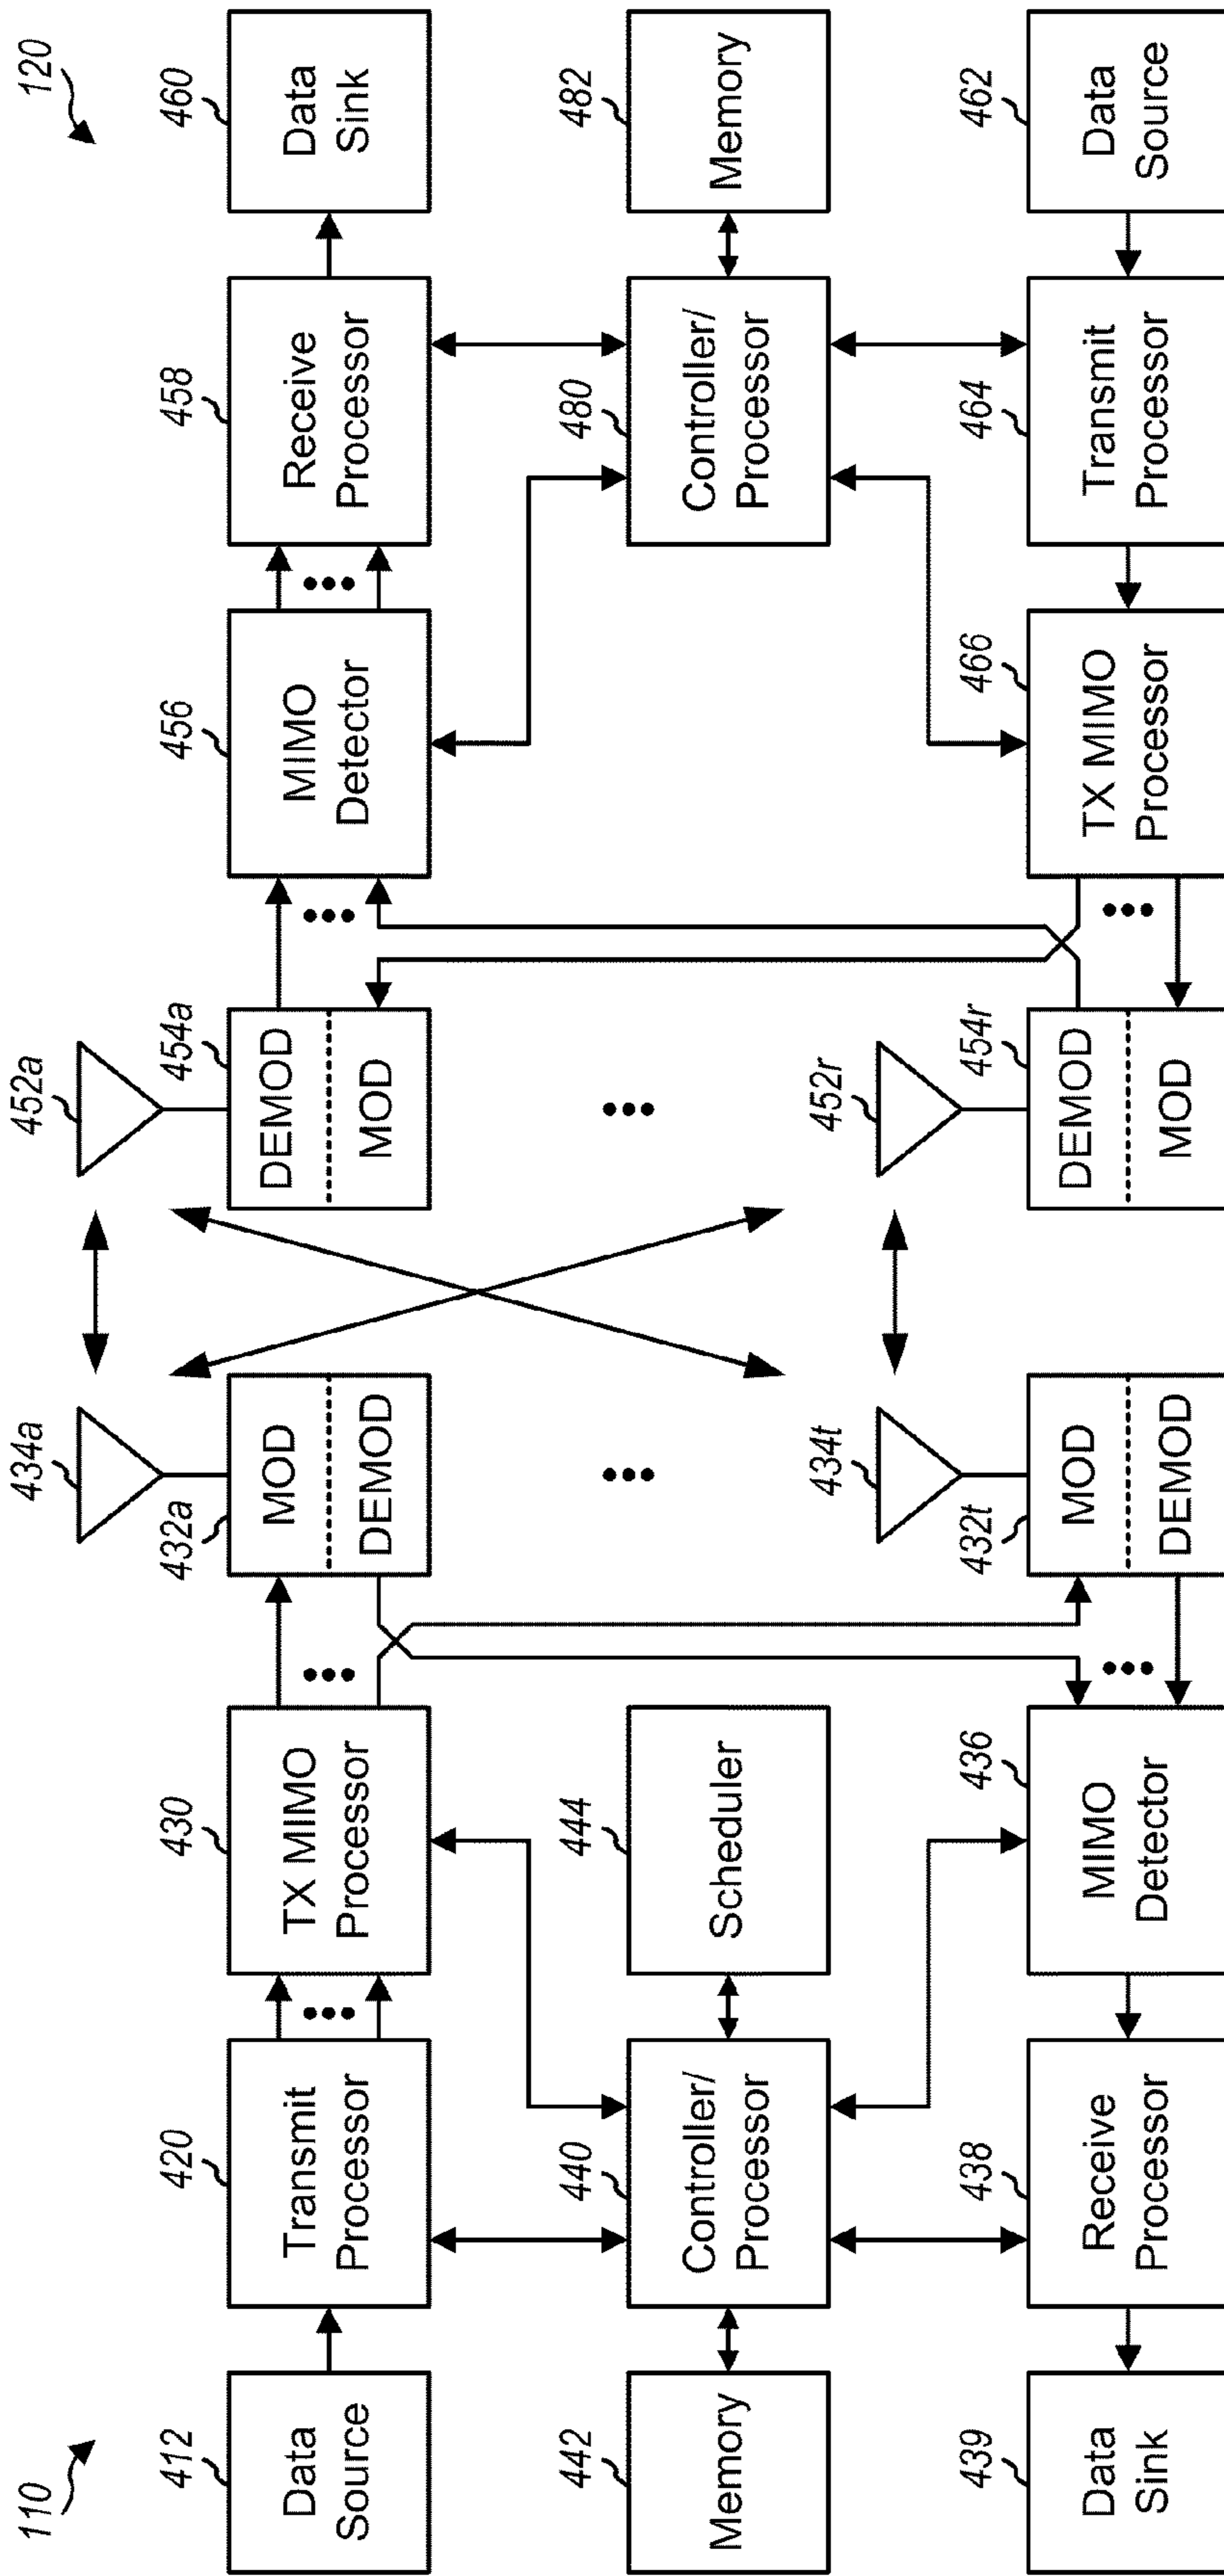 110
120
412
Data
Source
420
Transmit
Processor
430
TX MIMO
Processor
434a
432a
MOD
DEMOD
452a
454a
DEMOD
MOD
456
MIMO
Detector
458
Receive
Processor
460
Data
Sink
442
Memory
440
Controller/
Processor
444
Scheduler
480
Controller/
Processor
482
Memory
439
Data
Sink
438
Receive
Processor
436
MIMO
Detector
434t
432t
MOD
DEMOD
452r
454r
DEMOD
MOD
466
TX MIMO
Processor
464
Transmit
Processor
462
Data
Source